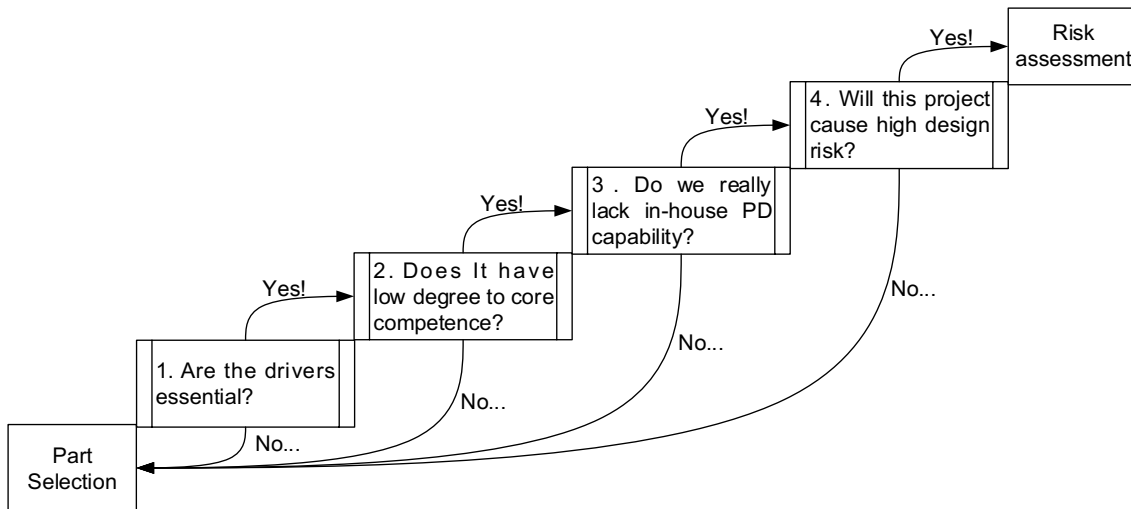 Risk
assessment
Yes!
4. Will this project
cause high design
risk?
Yes!
3 . Do we really
lack in-house PD
capability?
Yes!
2. Does It have
low degree to core
competence?
Yes!
1. Are the drivers
essential?
No...
No...
No...
No...
Part
Selection